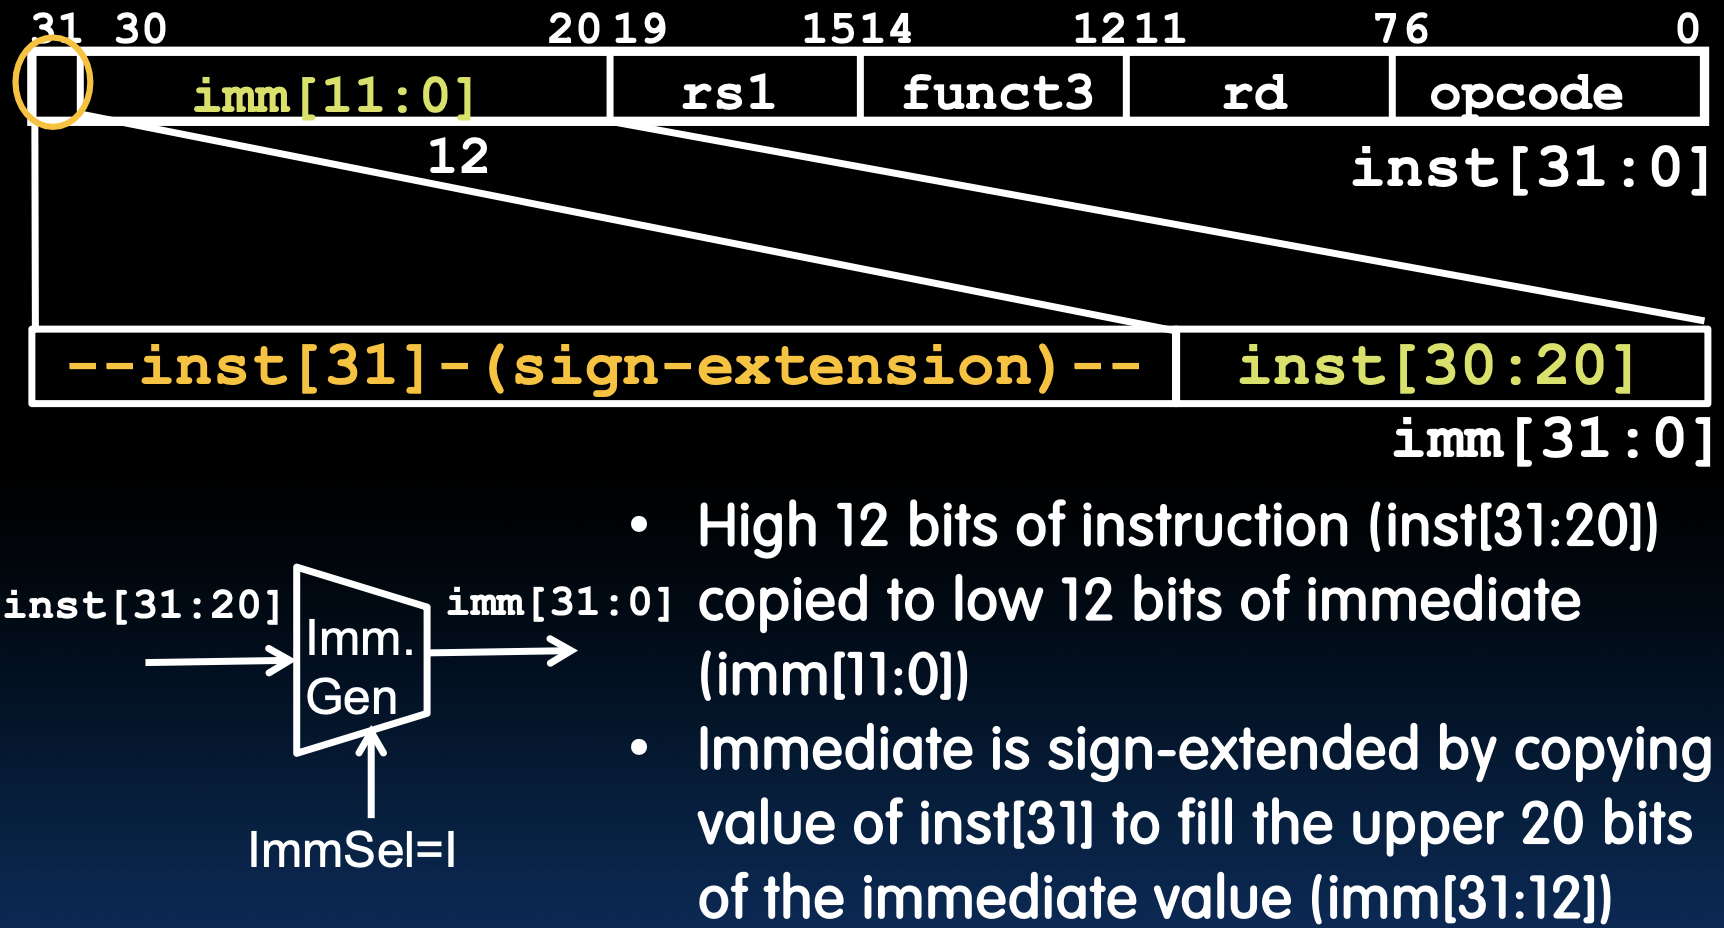 31 30 20 19 15 14 12 11 7 6 0
imm[11:0] rs1 funct3 rd opcode
12
inst[31:0]
--inst[31]-(sign-extension)-- inst[30:20]
imm[31:0]
inst[31:20]
Imm.
Gen
imm[31:0]
ImmSel=I
• High 12 bits of instruction (inst[31:20])
copied to low 12 bits of immediate
(imm[11:0])
• Immediate is sign-extended by copying
value of inst[31] to fill the upper 20 bits
of the immediate value (imm[31:12])